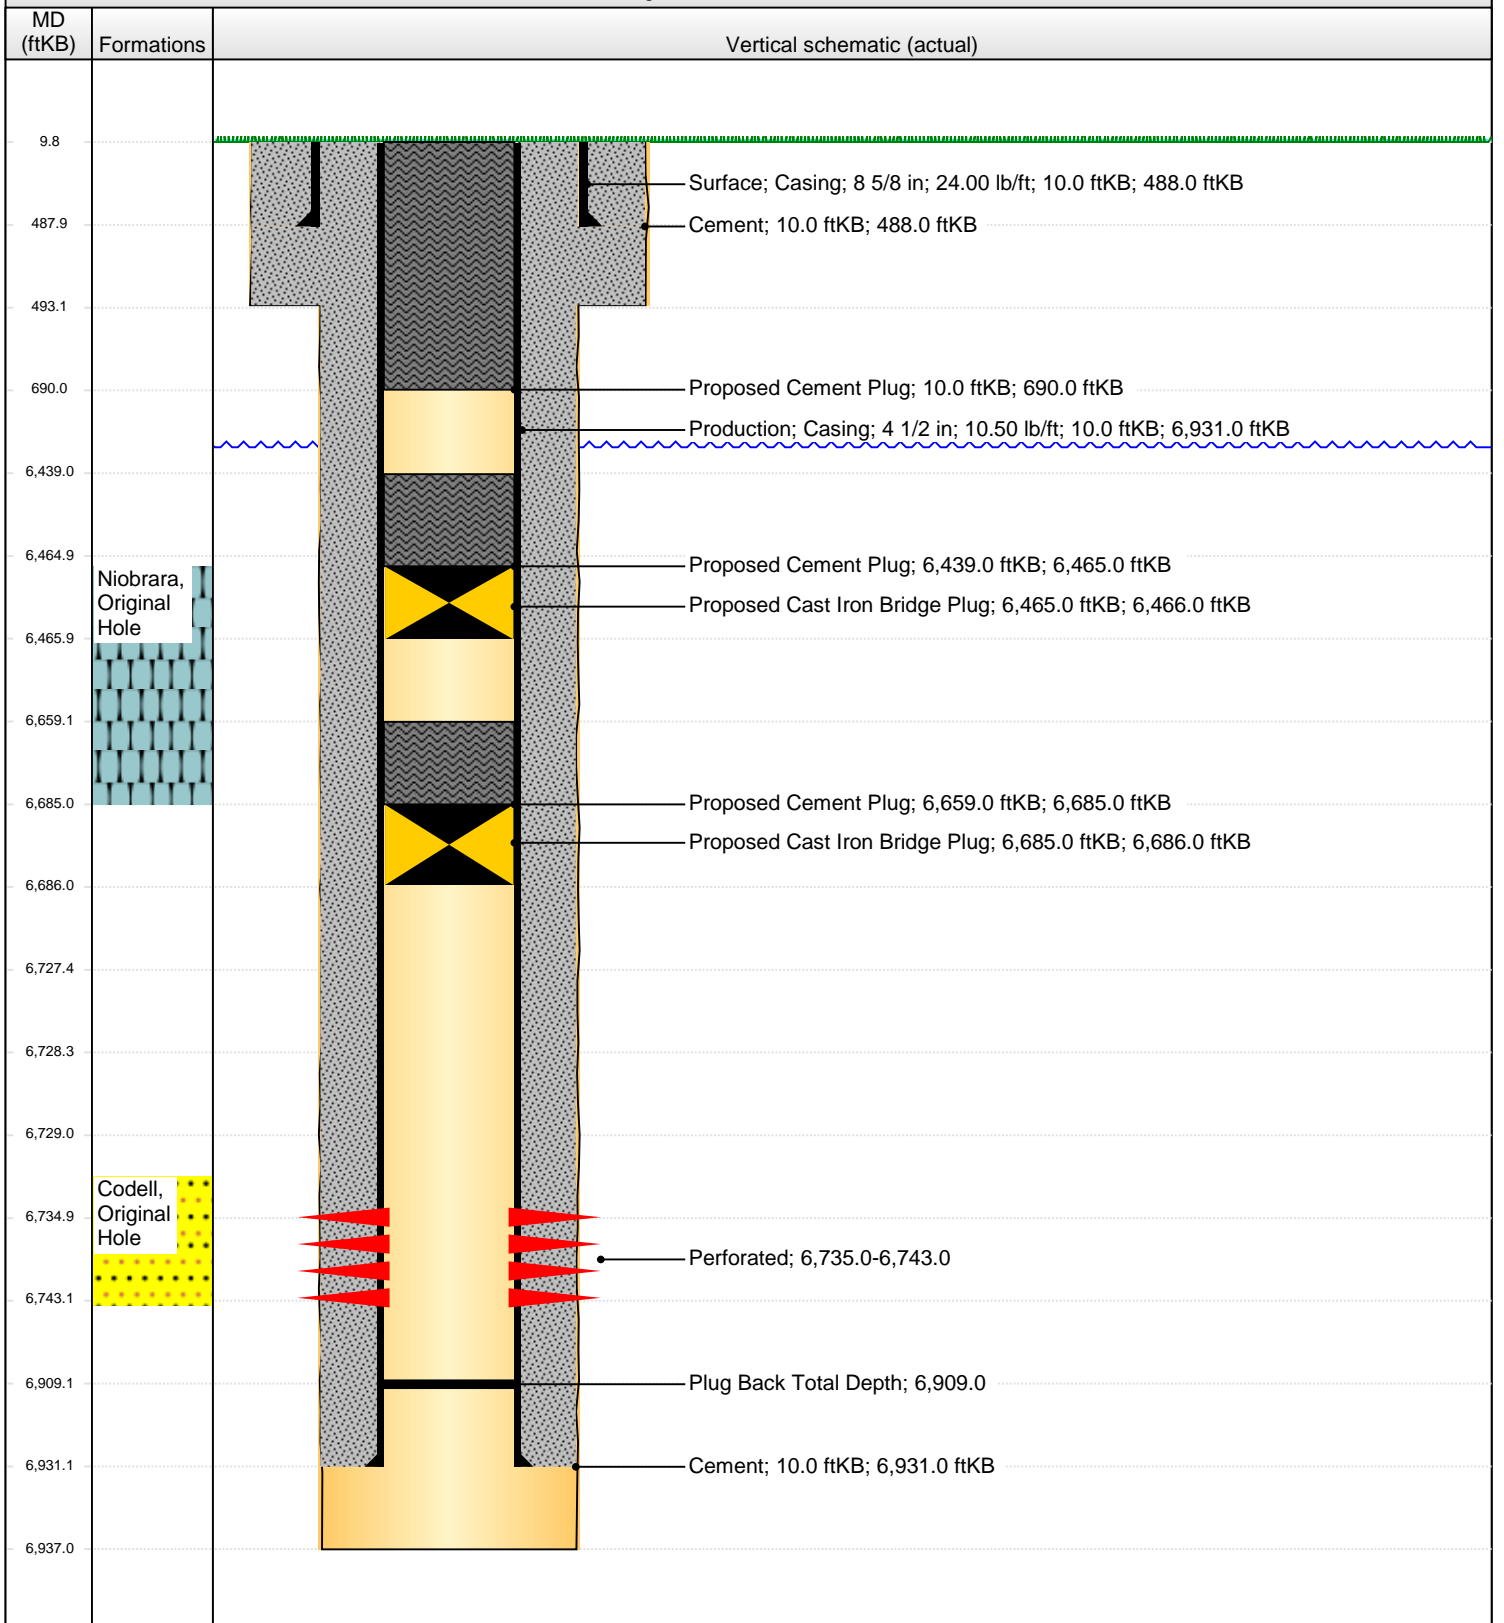 MD
(ftKB)
Formations
Vertical schematic (actual)
9.8
Surface; Casing; 8 5/8 in; 24.00 lb/ft; 10.0 ftKB; 488.0 ftKB
487.9
Cement; 10.0 ftKB; 488.0 ftKB
493.1
690.0
Proposed Cement Plug; 10.0 ftKB; 690.0 ftKB
Production; Casing; 4 1/2 in; 10.50 lb/ft; 10.0 ftKB; 6,931.0 ftKB
6,439.0
6,464.9
Proposed Cement Plug; 6,439.0 ftKB; 6,465.0 ftKB
Niobrara,
Original
Hole
Proposed Cast Iron Bridge Plug; 6,465.0 ftKB; 6,466.0 ftKB
6,465.9
6,659.1
6,685.0
Proposed Cement Plug; 6,659.0 ftKB; 6,685.0 ftKB
Proposed Cast Iron Bridge Plug; 6,685.0 ftKB; 6,686.0 ftKB
6,686.0
6,727.4
6,728.3
6,729.0
Codell,
Original
Hole
6,734.9
Perforated; 6,735.0-6,743.0
6,743.1
6,909.1
Plug Back Total Depth; 6,909.0
6,931.1
Cement; 10.0 ftKB; 6,931.0 ftKB
6,937.0